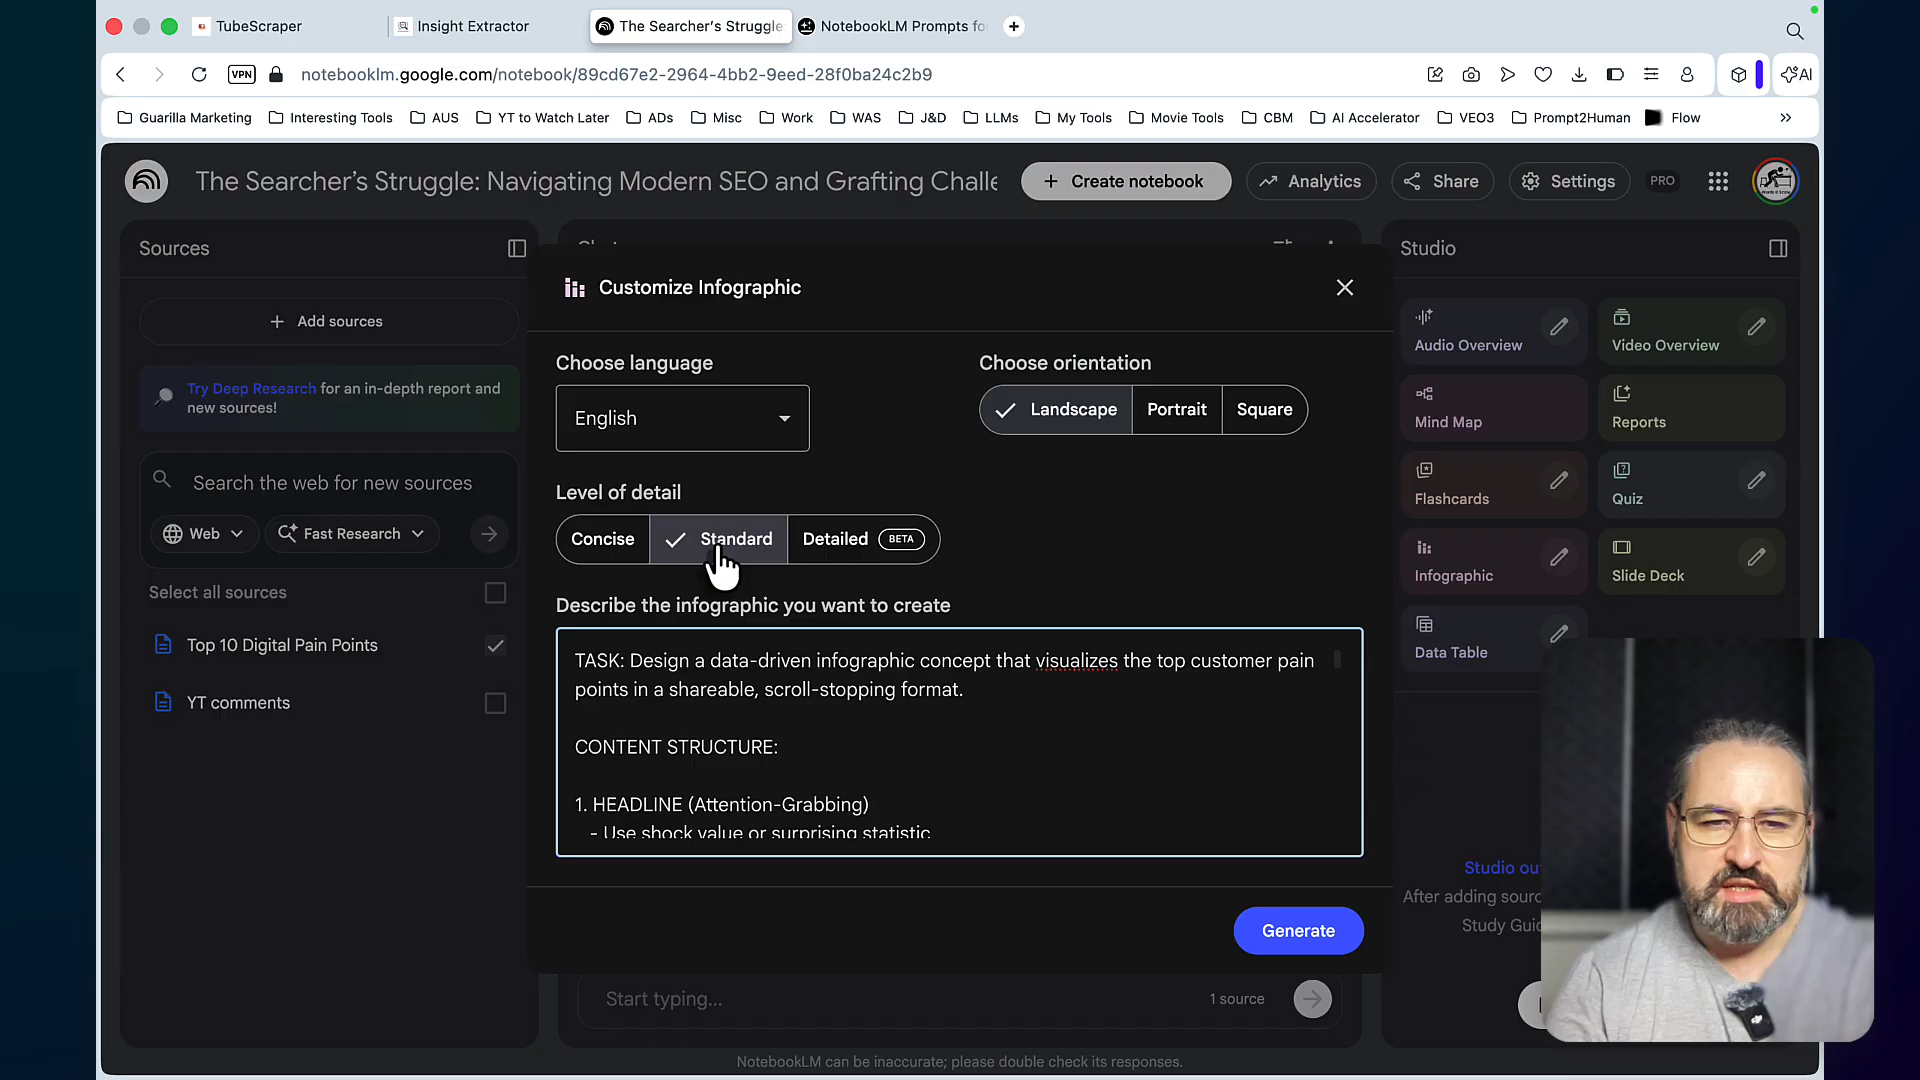 TubeScraper
Insight Extractor
The Searcher's Struggle
NotebookLM Prompts fo
VPN
notebooklm.google.com/notebook/89cd67e2-2964-4bb2-9eed-28f0ba24c2b9
AI
Guarilla Marketing
Interesting Tools
AUS
YT to Watch Later
ADs
Misc
Work
WAS
J&D
LLMs
My Tools
Movie Tools
CBM
AI Accelerator
VEO3
Prompt2Human
Flow
The Searcher's Struggle: Navigating Modern SEO and Grafting Challe
Create notebook
Analytics
Share
Settings
PRO
Sources
Add sources
Try Deep Research for an in-depth report and
new sources!
Search the web for new sources
Web
Fast Research
Select all sources
Top 10 Digital Pain Points
YT comments
Customize Infographic
Choose language
English
Choose orientation
Landscape
Portrait
Square
Level of detail
Concise
Standard
Detailed
BETA
Describe the infographic you want to create
TASK: Design a data-driven infographic concept that visualizes the top customer pain
points in a shareable, scroll-stopping format.
CONTENT STRUCTURE:
1. HEADLINE (Attention-Grabbing)
- Use shock value or surprising statistic
Generate
Start typing...
1 source
NotebookLM can be inaccurate; please double check its responses.
Studio
Audio Overview
Video Overview
Mind Map
Reports
Flashcards
Quiz
Infographic
Slide Deck
Data Table
Studio ou
After adding sourc
Study Guid